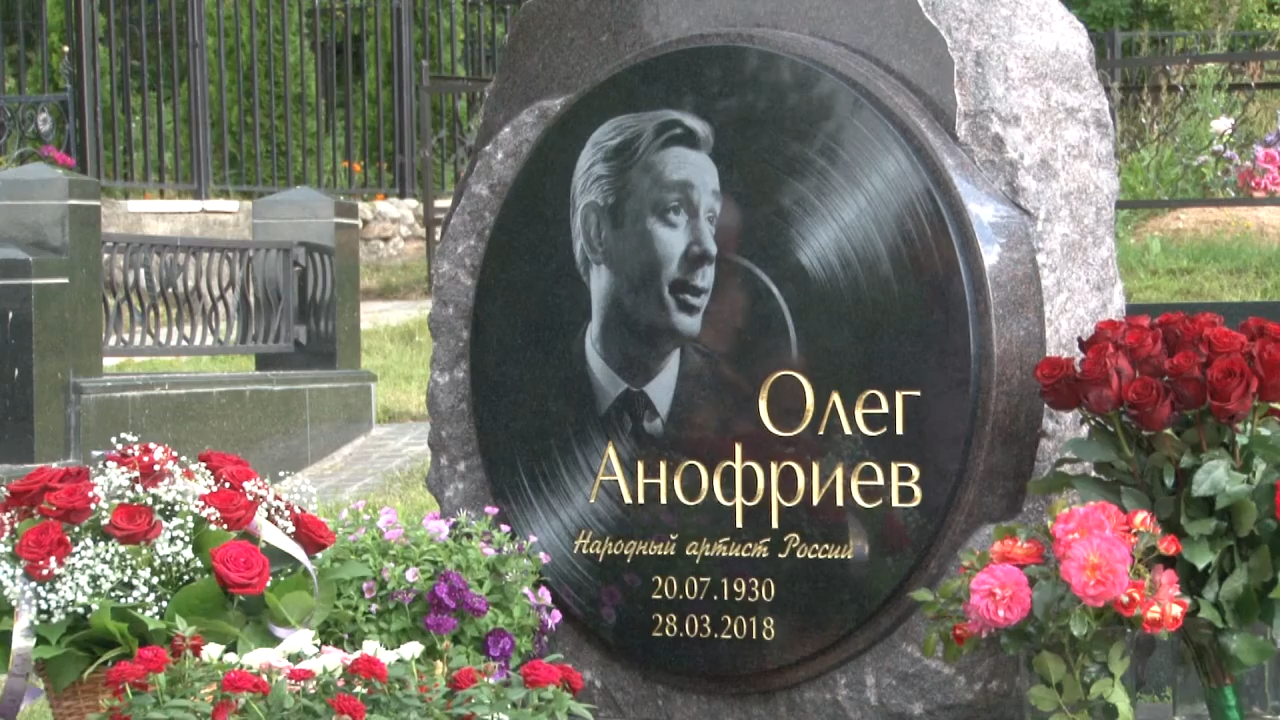 Олег
Анофриев
Народный артист России
20.07.1930
28.03.2018